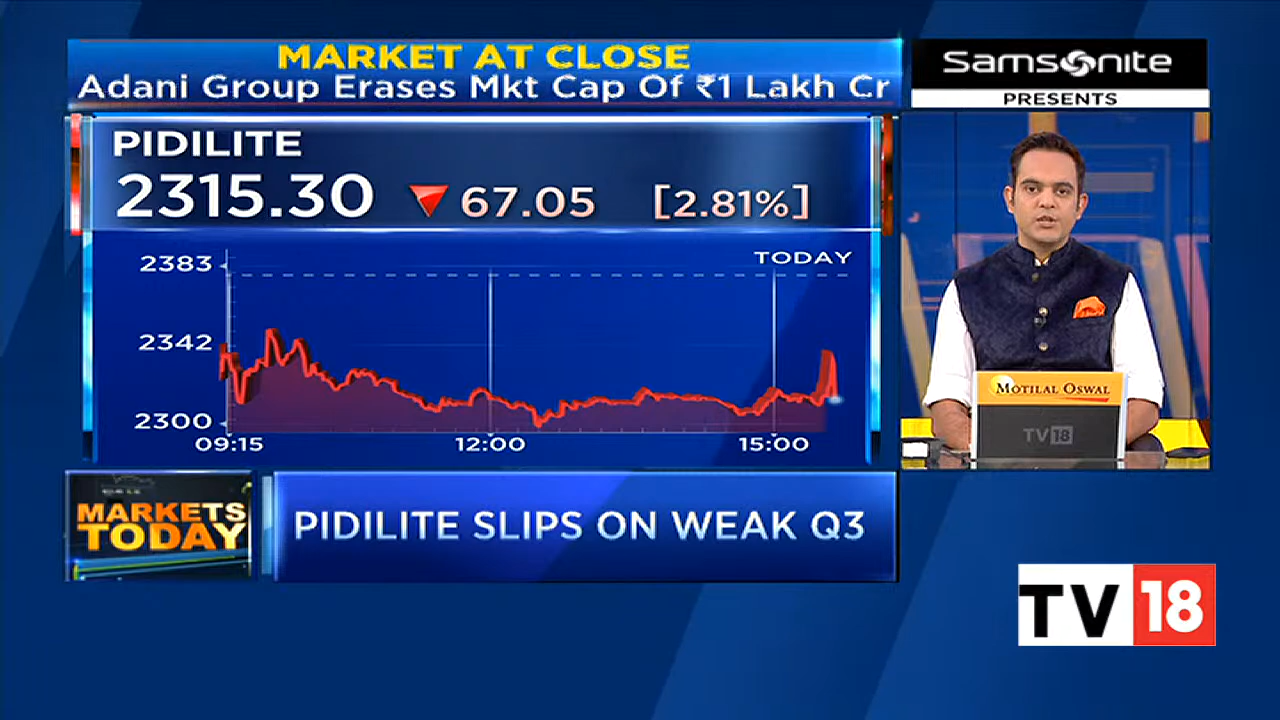 MARKET AT CLOSE
Adani Group Erases Mkt Cap Of ₹1 Lakh Cr
Samsonite
PRESENTS
PIDILITE
2315.30 ▼ 67.05 [2.81%]
TODAY
2383
2342
2300
09:15 12:00 15:00
MOTILAL OSWAL
TV18
MARKETS
TODAY
PIDILITE SLIPS ON WEAK Q3
TV18